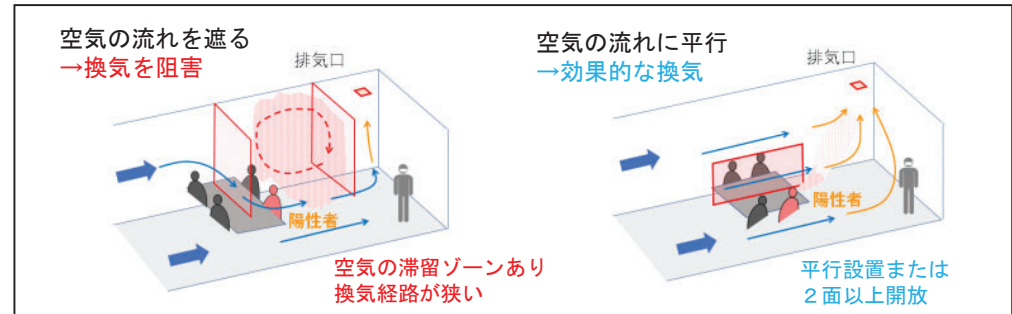 空気の流れを遮る
→換気を阻害
排気口
陽性者
空気の滞留ゾーンあり
換気経路が狭い
空気の流れに平行
→効果的な換気
排気口
陽性者
平行設置または
２面以上開放